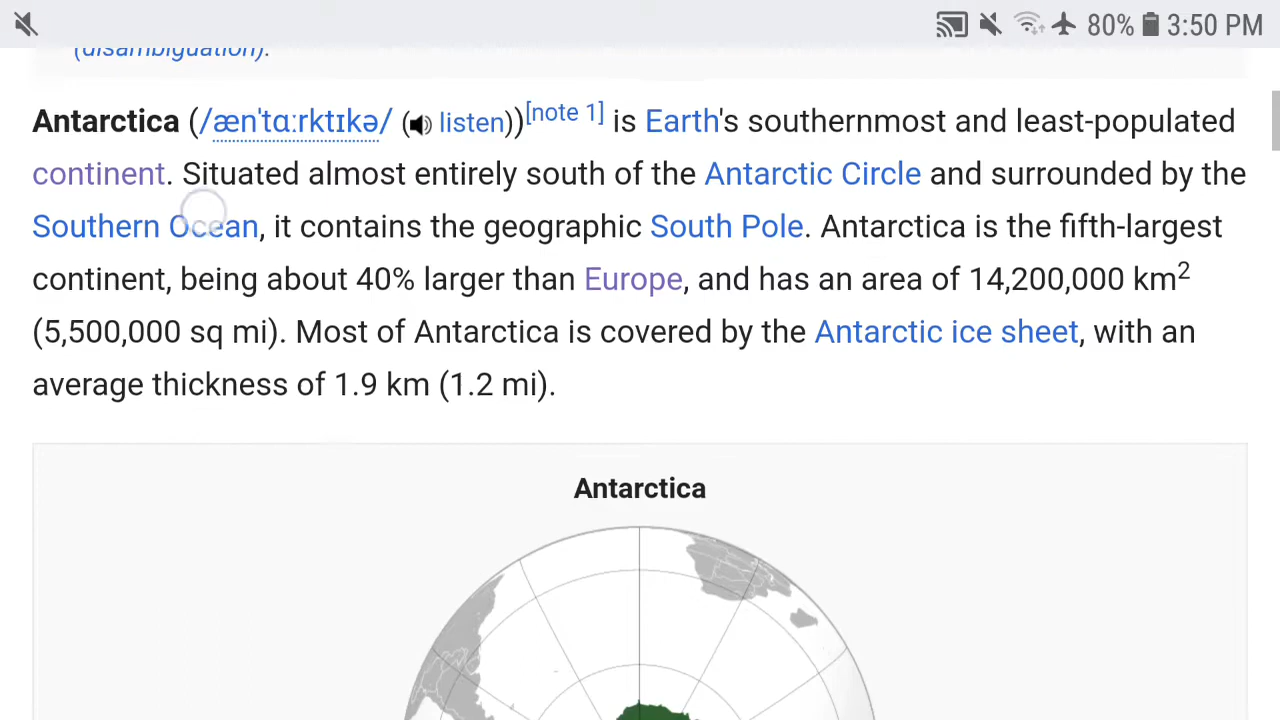 80% 3:50 PM
(disambiguation).
Antarctica (/ænˈtɑːrktɪkə/ (listen))[note 1] is Earth's southernmost and least-populated
continent. Situated almost entirely south of the Antarctic Circle and surrounded by the
Southern Ocean, it contains the geographic South Pole. Antarctica is the fifth-largest
continent, being about 40% larger than Europe, and has an area of 14,200,000 km²
(5,500,000 sq mi). Most of Antarctica is covered by the Antarctic ice sheet, with an
average thickness of 1.9 km (1.2 mi).
Antarctica